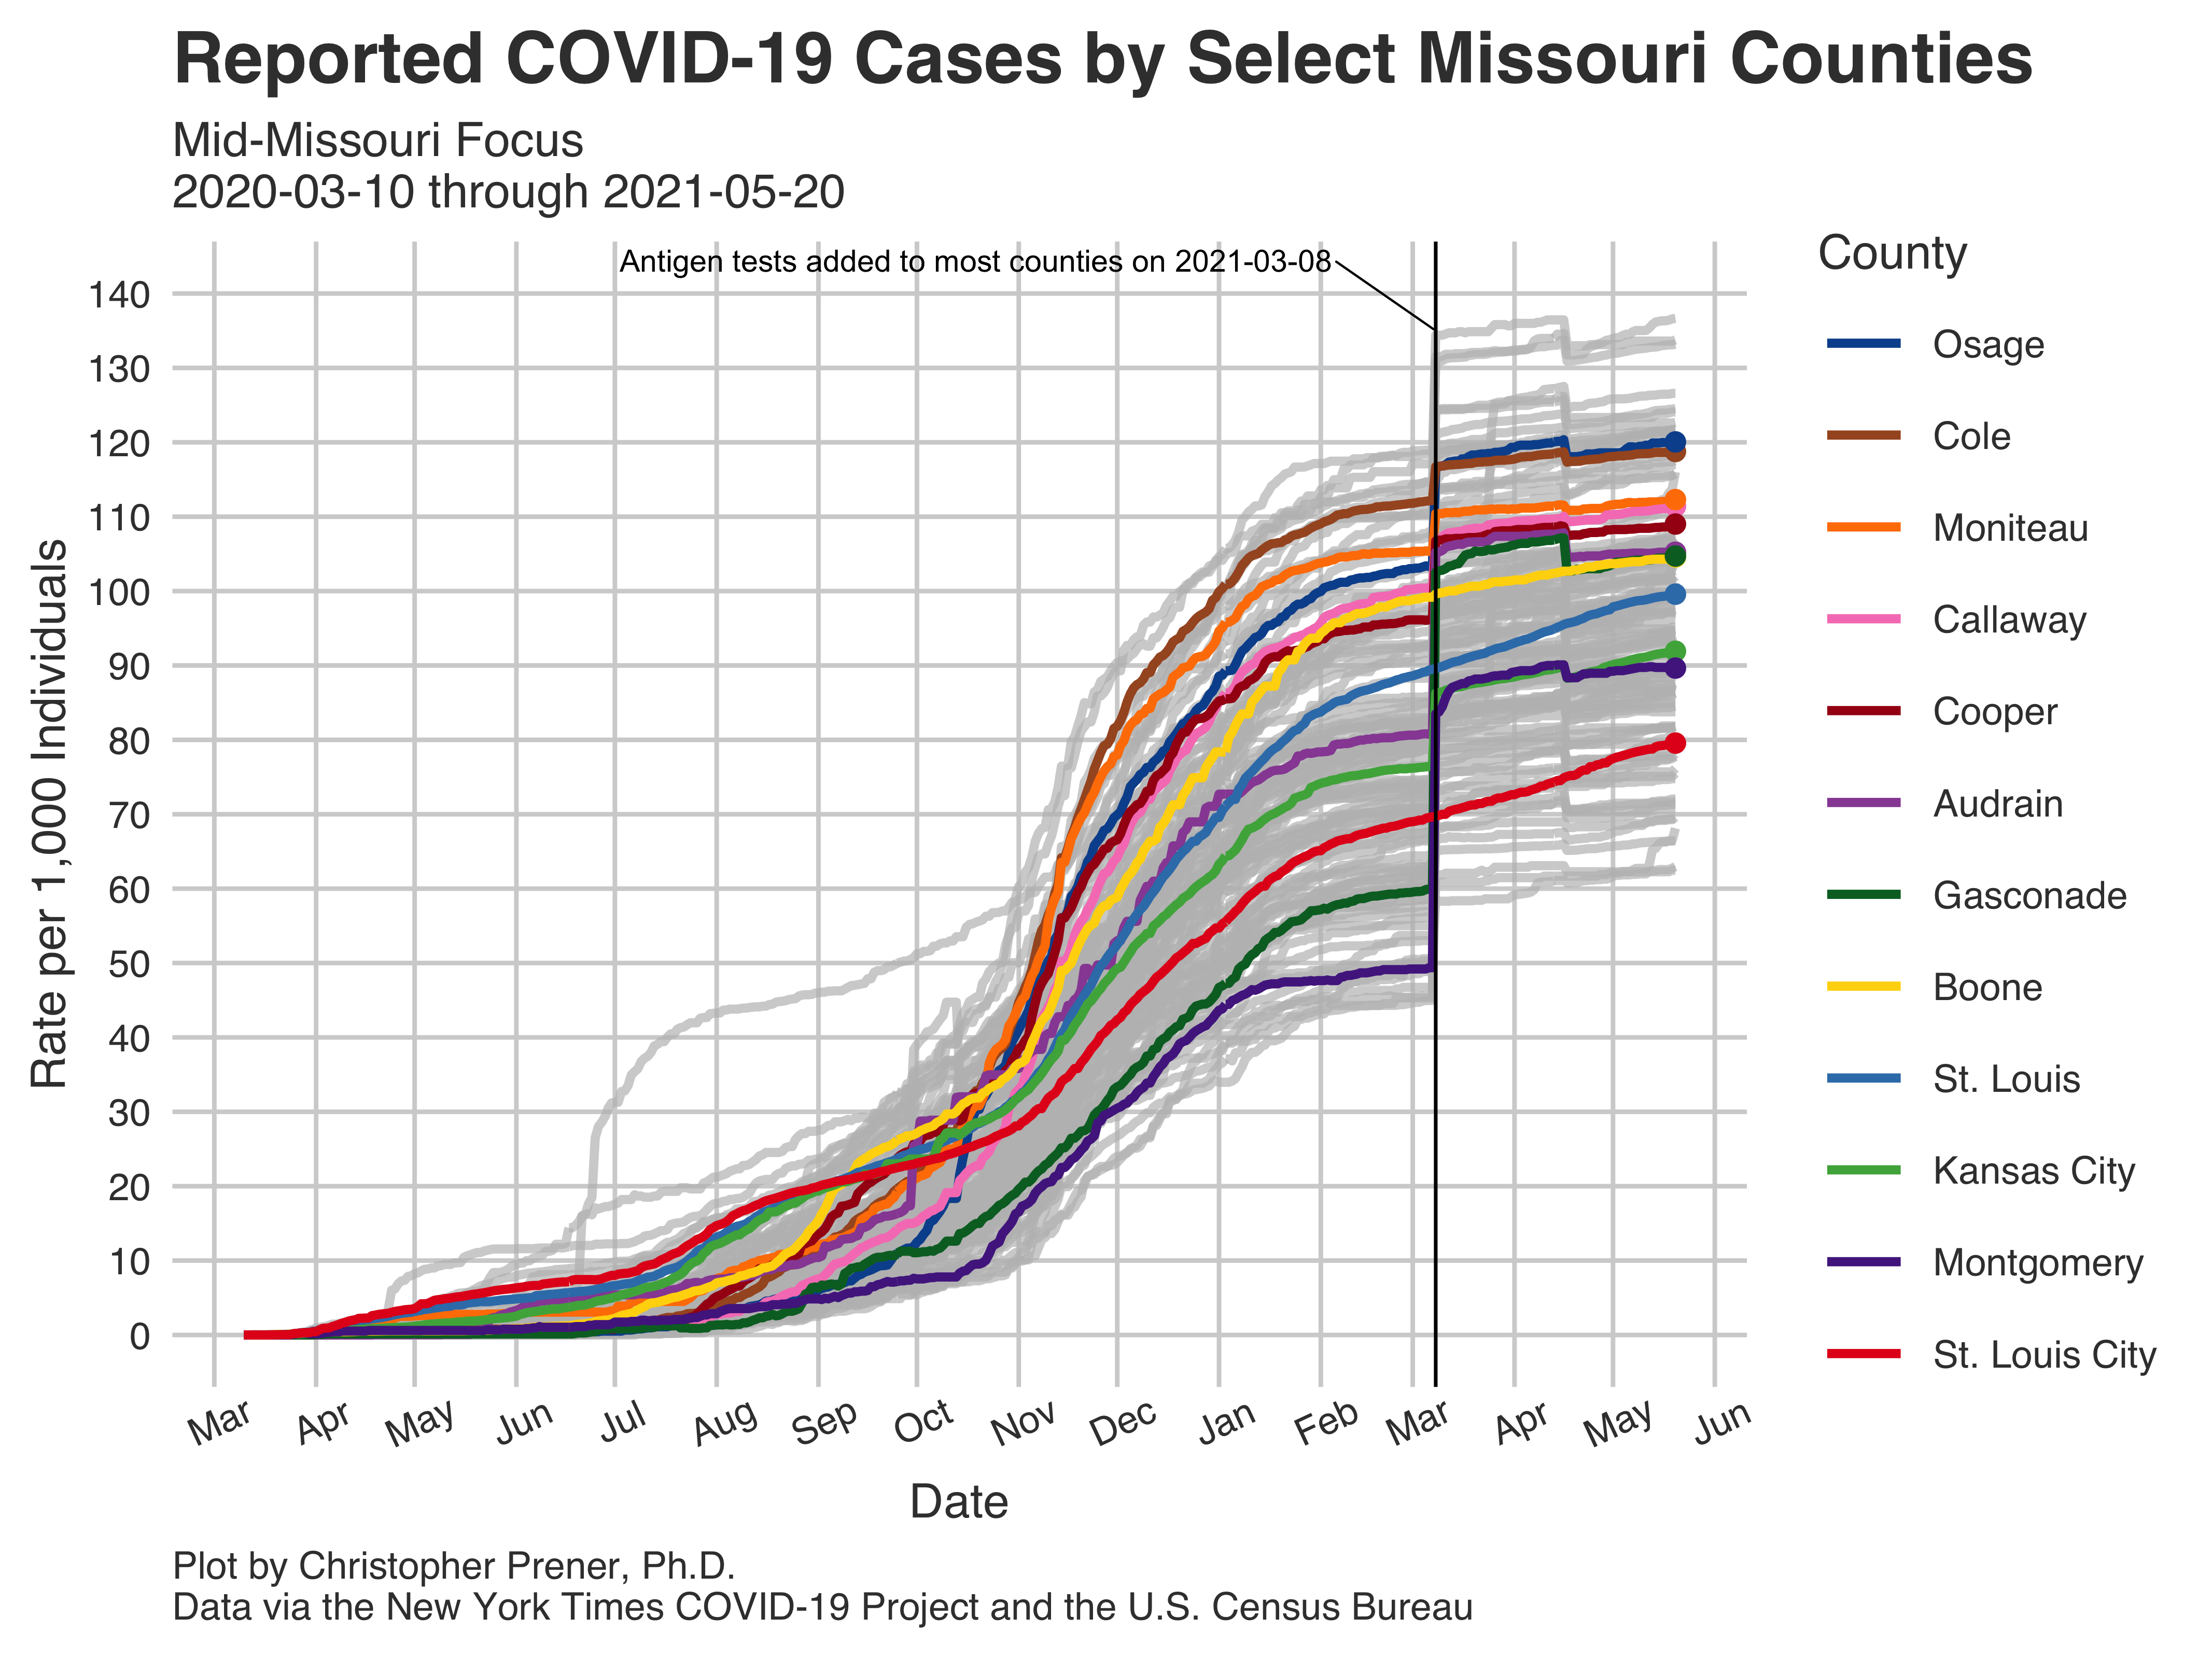 Reported COVID-19 Cases by Select Missouri Counties
Mid-Missouri Focus
2020-03-10 through 2021-05-20
Antigen tests added to most counties on 2021-03-08
Rate per 1,000 Individuals
140
130
120
110
100
90
80
70
60
50
40
30
20
10
0
Mar Apr May Jun Jul Aug Sep Oct Nov Dec Jan Feb Mar Apr May Jun
Date
County
Osage
Cole
Moniteau
Callaway
Cooper
Audrain
Gasconade
Boone
St. Louis
Kansas City
Montgomery
St. Louis City
Plot by Christopher Prener, Ph.D.
Data via the New York Times COVID-19 Project and the U.S. Census Bureau